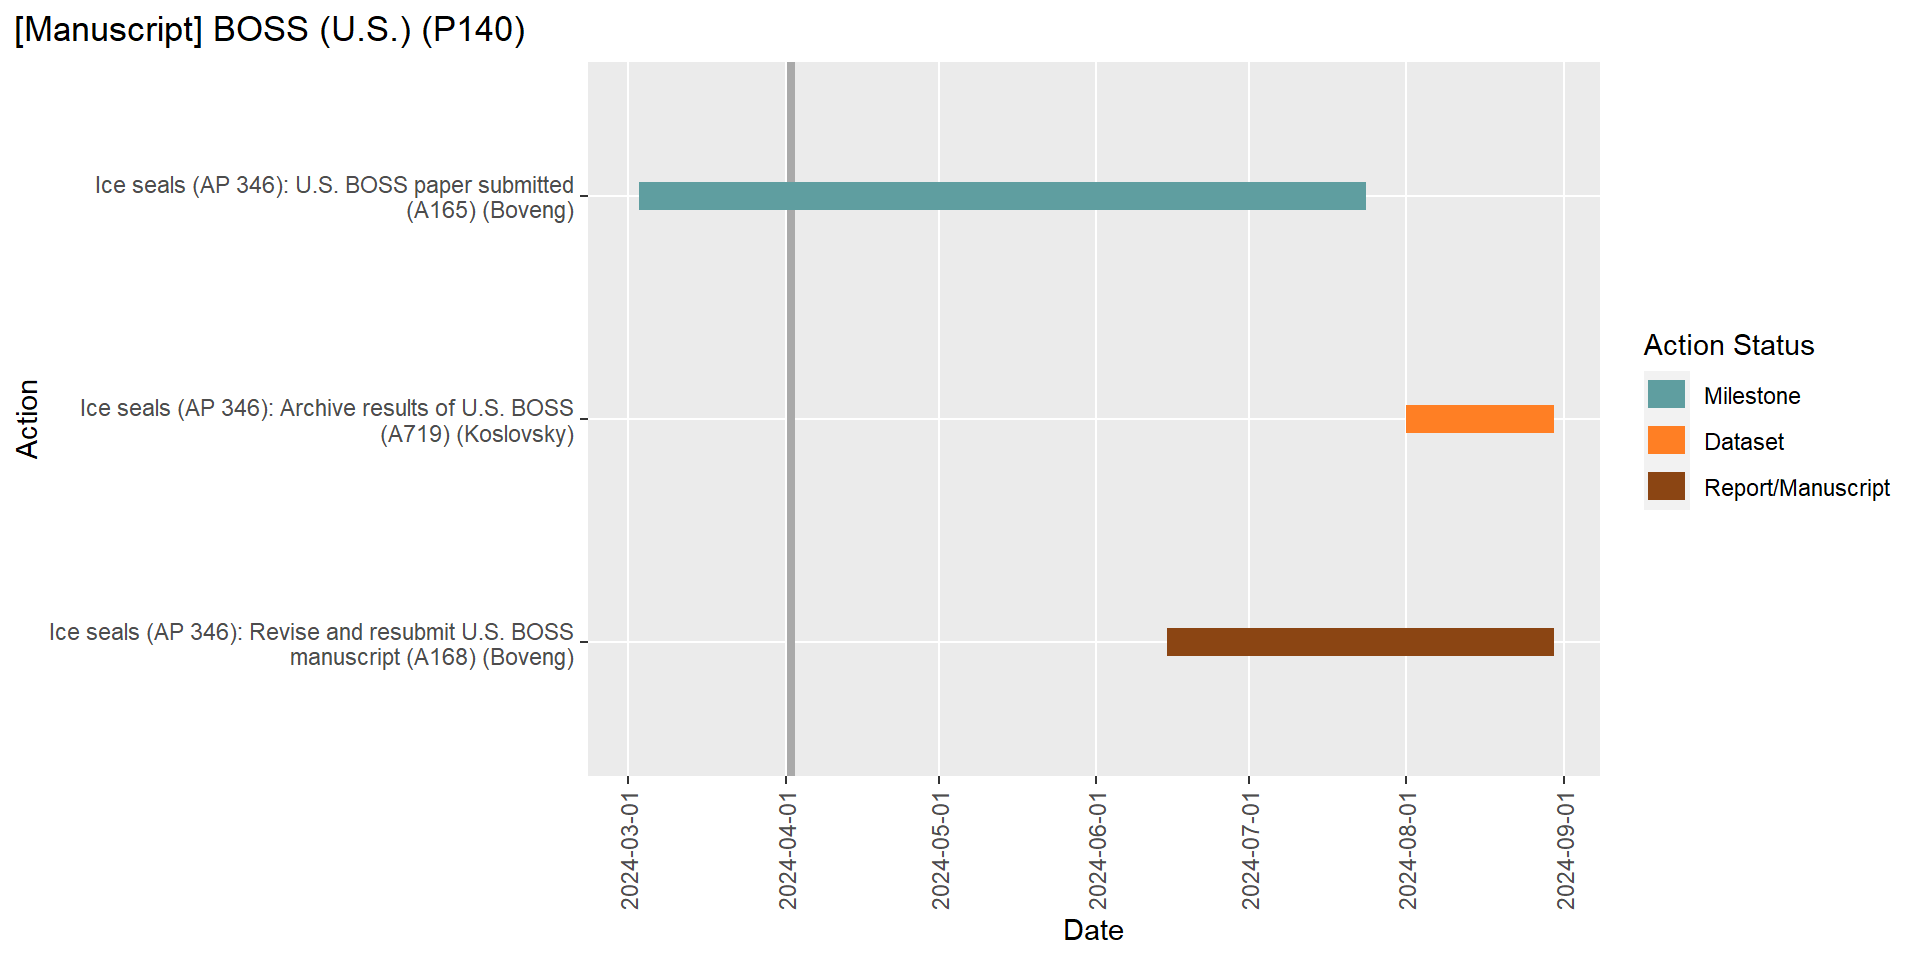 [Manuscript] BOSS (U.S.) (P140)
Ice seals (AP 346): U.S. BOSS paper submitted
(A165) (Boveng)
Ice seals (AP 346): Archive results of U.S. BOSS
(A719) (Koslovsky)
Ice seals (AP 346): Revise and resubmit U.S. BOSS
manuscript (A168) (Boveng)
Action
2024-03-01
2024-04-01
2024-05-01
2024-06-01
2024-07-01
2024-08-01
2024-09-01
Date
Action Status
Milestone
Dataset
Report/Manuscript